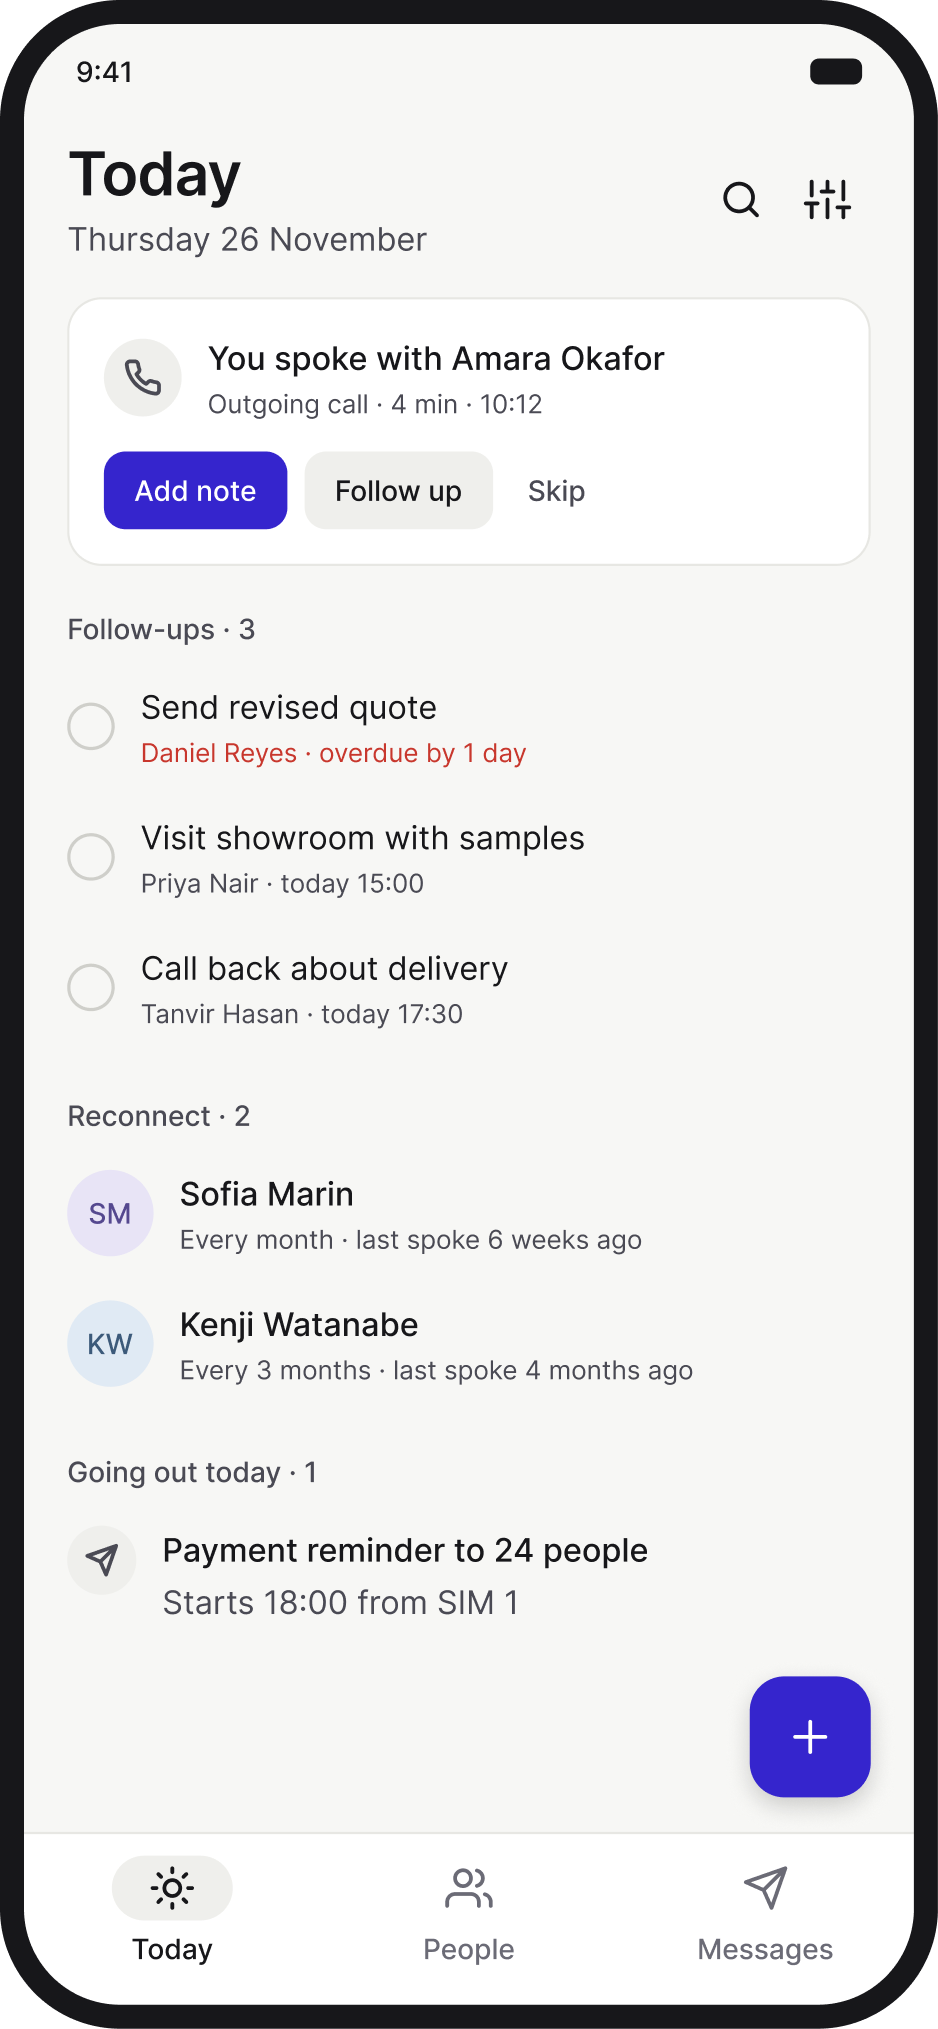 9:41
Today
Thursday 26 November
You spoke with Amara Okafor
Outgoing call · 4 min · 10:12
Add note
Follow up
Skip
Follow-ups · 3
Send revised quote
Daniel Reyes · overdue by 1 day
Visit showroom with samples
Priya Nair · today 15:00
Call back about delivery
Tanvir Hasan · today 17:30
Reconnect · 2
SM
Sofia Marin
Every month · last spoke 6 weeks ago
KW
Kenji Watanabe
Every 3 months · last spoke 4 months ago
Going out today · 1
Payment reminder to 24 people
Starts 18:00 from SIM 1
Today
People
Messages